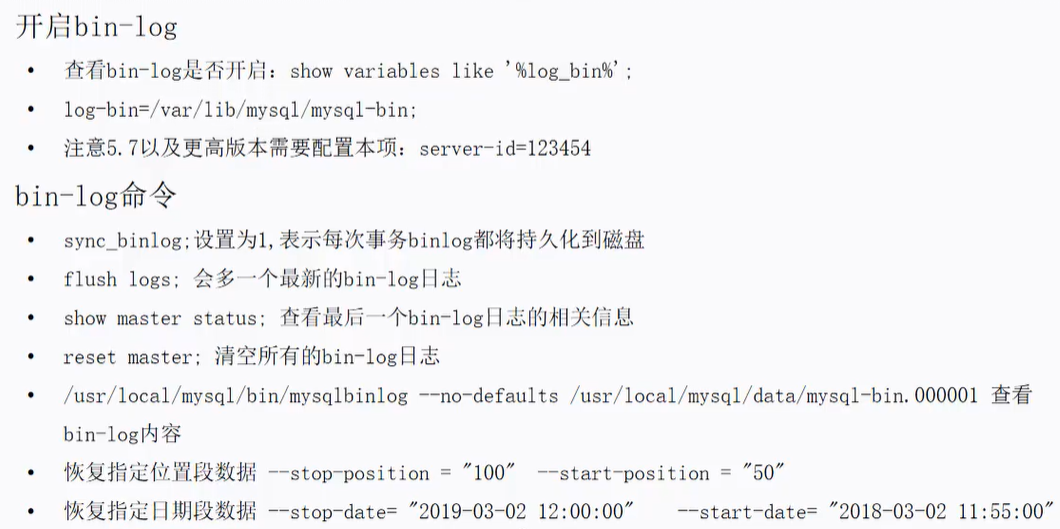 开启bin-log
• 查看bin-log是否开启：show variables like '%log_bin%';
• log-bin=/var/lib/mysql/mysql-bin;
• 注意5.7以及更高版本需要配置本项：server-id=123454
bin-log命令
• sync_binlog;设置为1,表示每次事务binlog都将持久化到磁盘
• flush logs; 会多一个最新的bin-log日志
• show master status; 查看最后一个bin-log日志的相关信息
• reset master; 清空所有的bin-log日志
• /usr/local/mysql/bin/mysqlbinlog --no-defaults /usr/local/mysql/data/mysql-bin.000001 查看
bin-log内容
• 恢复指定位置段数据 --stop-position = "100" --start-position = "50"
• 恢复指定日期段数据 --stop-date= "2019-03-02 12:00:00" --start-date= "2018-03-02 11:55:00"